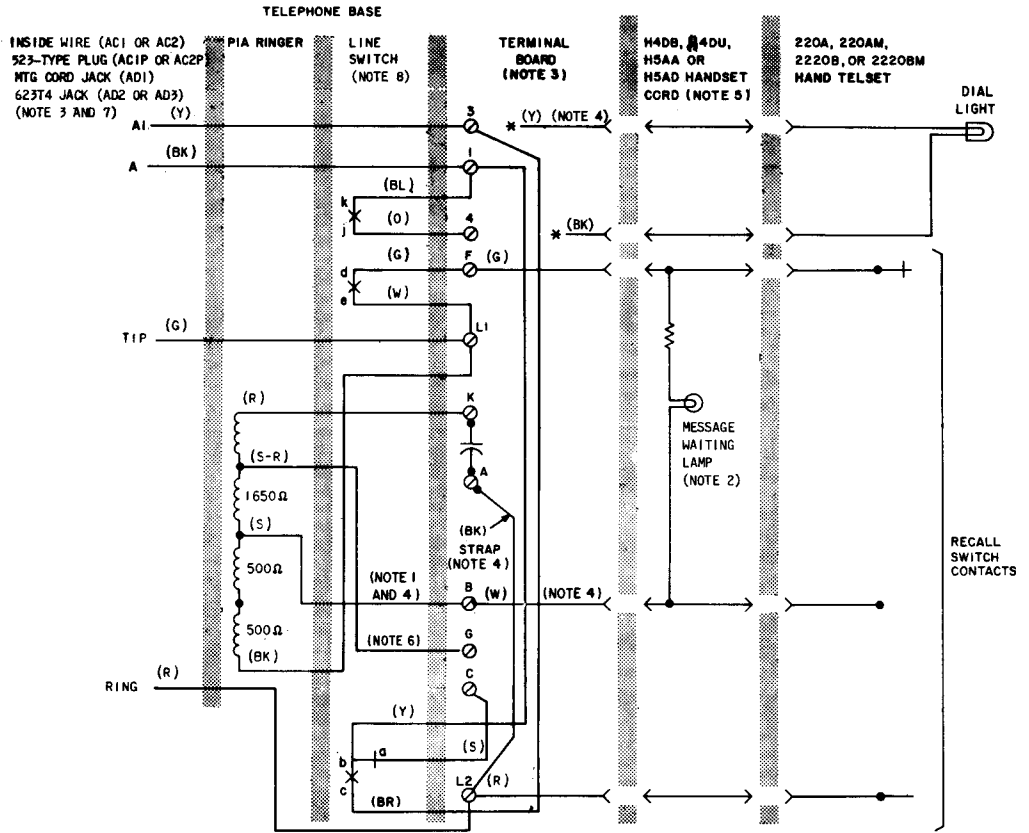 TELEPHONE BASE
INSIDE WIRE (AC1 OR AC2)
523-TYPE PLUG (AC1P OR AC2P)
MTG CORD JACK (AD1)
623T4 JACK (AD2 OR AD3)
(NOTE 3 AND 7)
P1A RINGER
LINE
SWITCH
(NOTE 8)
TERMINAL
BOARD
(NOTE 3)
H4DB, H4DU,
H5AA OR
H5AD HANDSET
CORD (NOTE 5)
220A, 220AM,
2220B, OR 2220BM
HAND TELSET
DIAL
LIGHT
A1
(Y)
3
* (Y) (NOTE 4)
A
(BK)
1
(BL)
k
(O)
j
4
* (BK)
(G)
d
F
(G)
e
(W)
TIP
(G)
L1
(R)
K
MESSAGE
WAITING
LAMP
(NOTE 2)
(S-R)
A
1650Ω
(S)
(BK)
STRAP
(NOTE 4)
RECALL
SWITCH
CONTACTS
500Ω
(NOTE 1
AND 4)
B
(W)
(NOTE 4)
500Ω
(NOTE 6)
G
(BK)
C
RING
(R)
(Y)
a
(S)
b
c
L2
(R)
(BR)